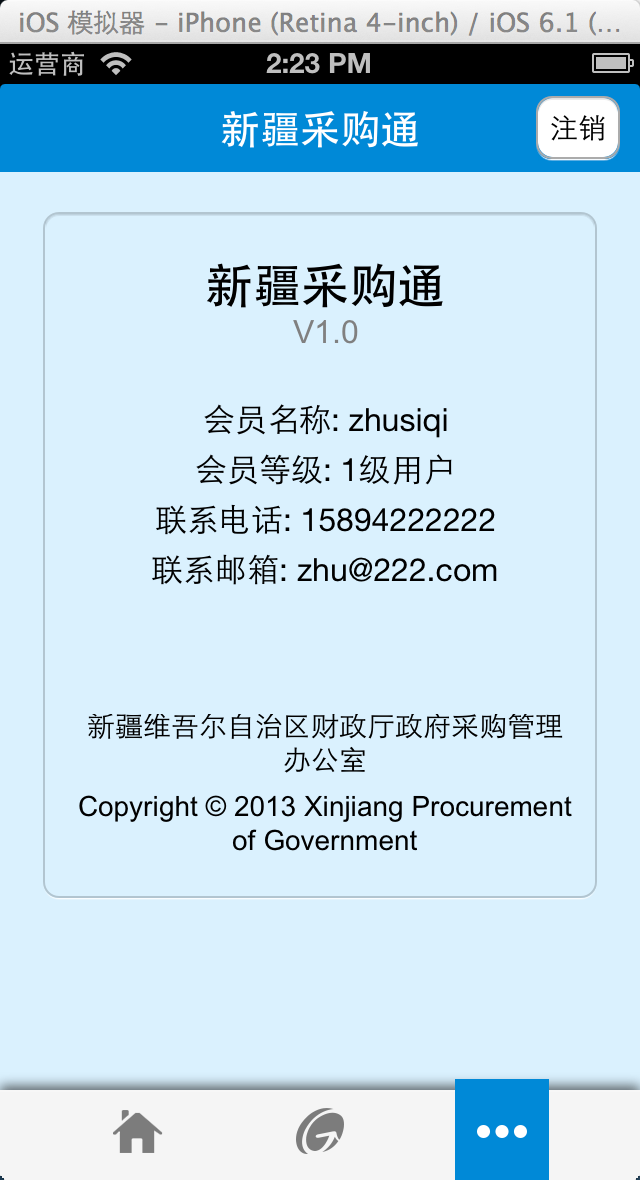 iOS 模拟器 – iPhone (Retina 4-inch) / iOS 6.1 (…
运营商 2:23 PM
新疆采购通 注销
新疆采购通
V1.0
会员名称: zhusiqi
会员等级: 1级用户
联系电话: 15894222222
联系邮箱: zhu@222.com
新疆维吾尔自治区财政厅政府采购管理
办公室
Copyright © 2013 Xinjiang Procurement
of Government